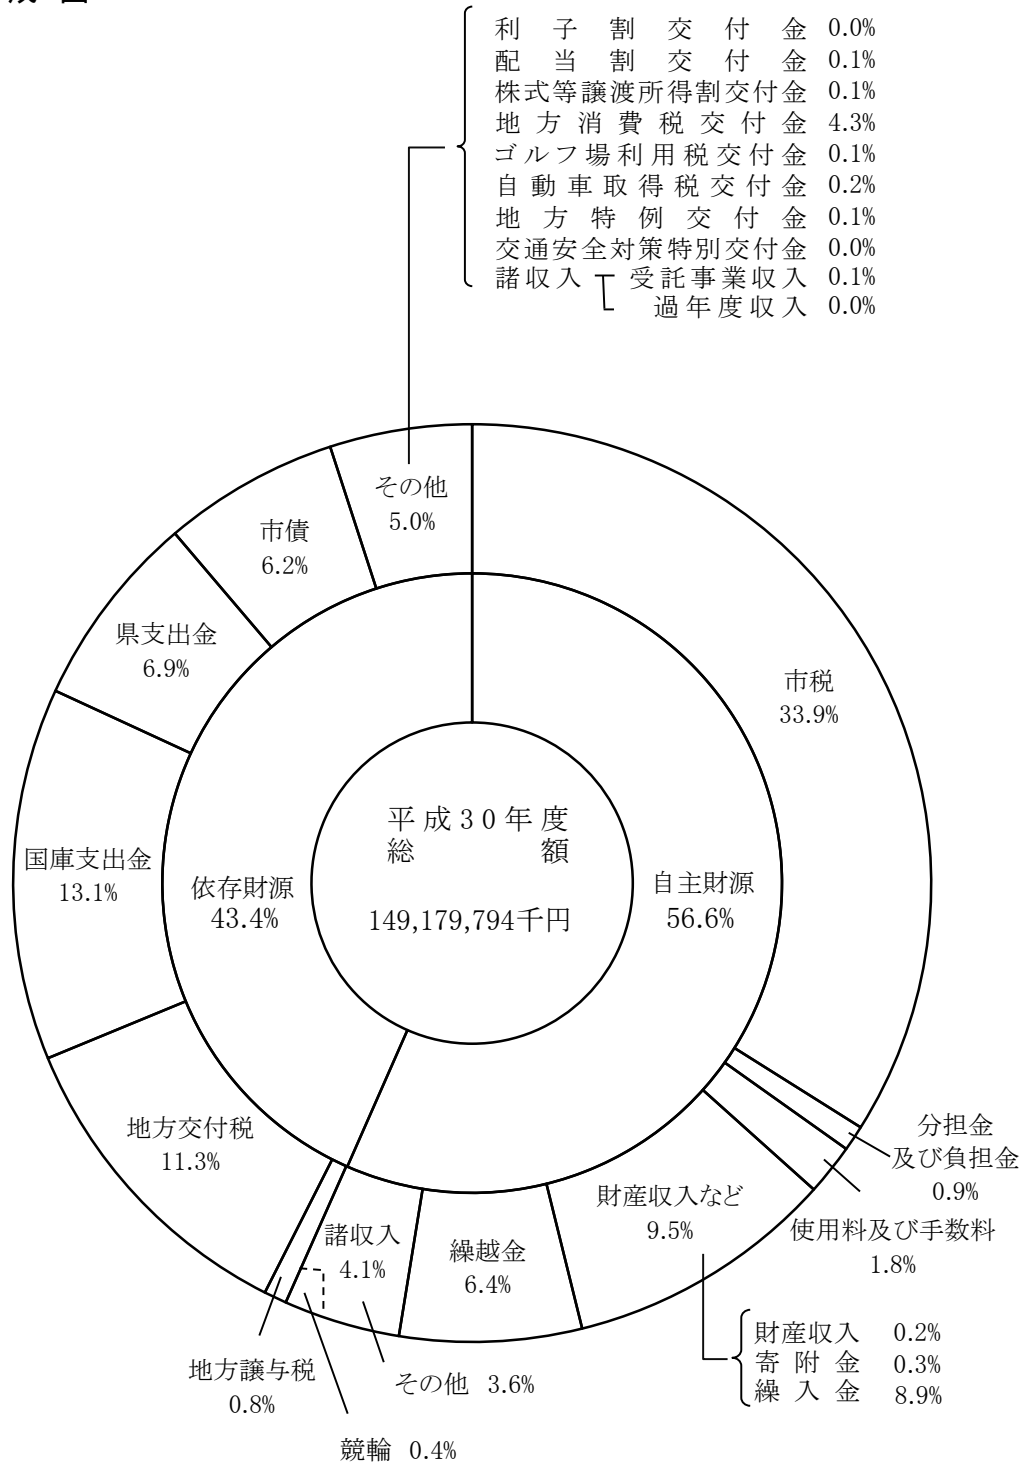 利子割交付金 0.0%
配当割交付金 0.1%
株式等譲渡所得割交付金 0.1%
地方消費税交付金 4.3%
ゴルフ場利用税交付金 0.1%
自動車取得税交付金 0.2%
地方特例交付金 0.1%
交通安全対策特別交付金 0.0%
諸収入 受託事業収入 0.1%
過年度収入 0.0%
その他
5.0%
市債
6.2%
県支出金
6.9%
市税
33.9%
国庫支出金
13.1%
依存財源
43.4%
平成30年度
総額
149,179,794千円
自主財源
56.6%
地方交付税
11.3%
分担金
及び負担金
0.9%
使用料及び手数料
1.8%
財産収入など
9.5%
繰越金
6.4%
諸収入
4.1%
財産収入 0.2%
寄附金 0.3%
繰入金 8.9%
地方譲与税
0.8%
その他 3.6%
競輪 0.4%